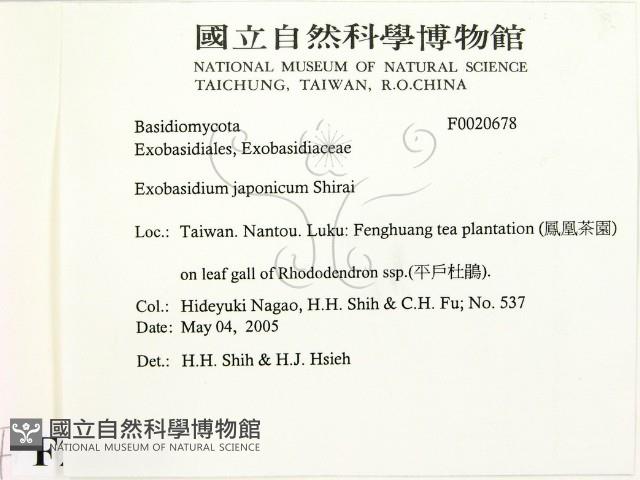 國立自然科學博物館
NATIONAL MUSEUM OF NATURAL SCIENCE
TAICHUNG, TAIWAN, R.O.CHINA
Basidiomycota F0020678
Exobasidiales, Exobasidiaceae
Exobasidium japonicum Shirai
Loc.: Taiwan. Nantou. Luku: Fenghuang tea plantation (鳳凰茶園)
on leaf gall of Rhododendron ssp.(平戶杜鵑).
Col.: Hideyuki Nagao, H.H. Shih & C.H. Fu; No. 537
Date: May 04, 2005
Det.: H.H. Shih & H.J. Hsieh
國立自然科學博物館
NATIONAL MUSEUM OF NATURAL SCIENCE